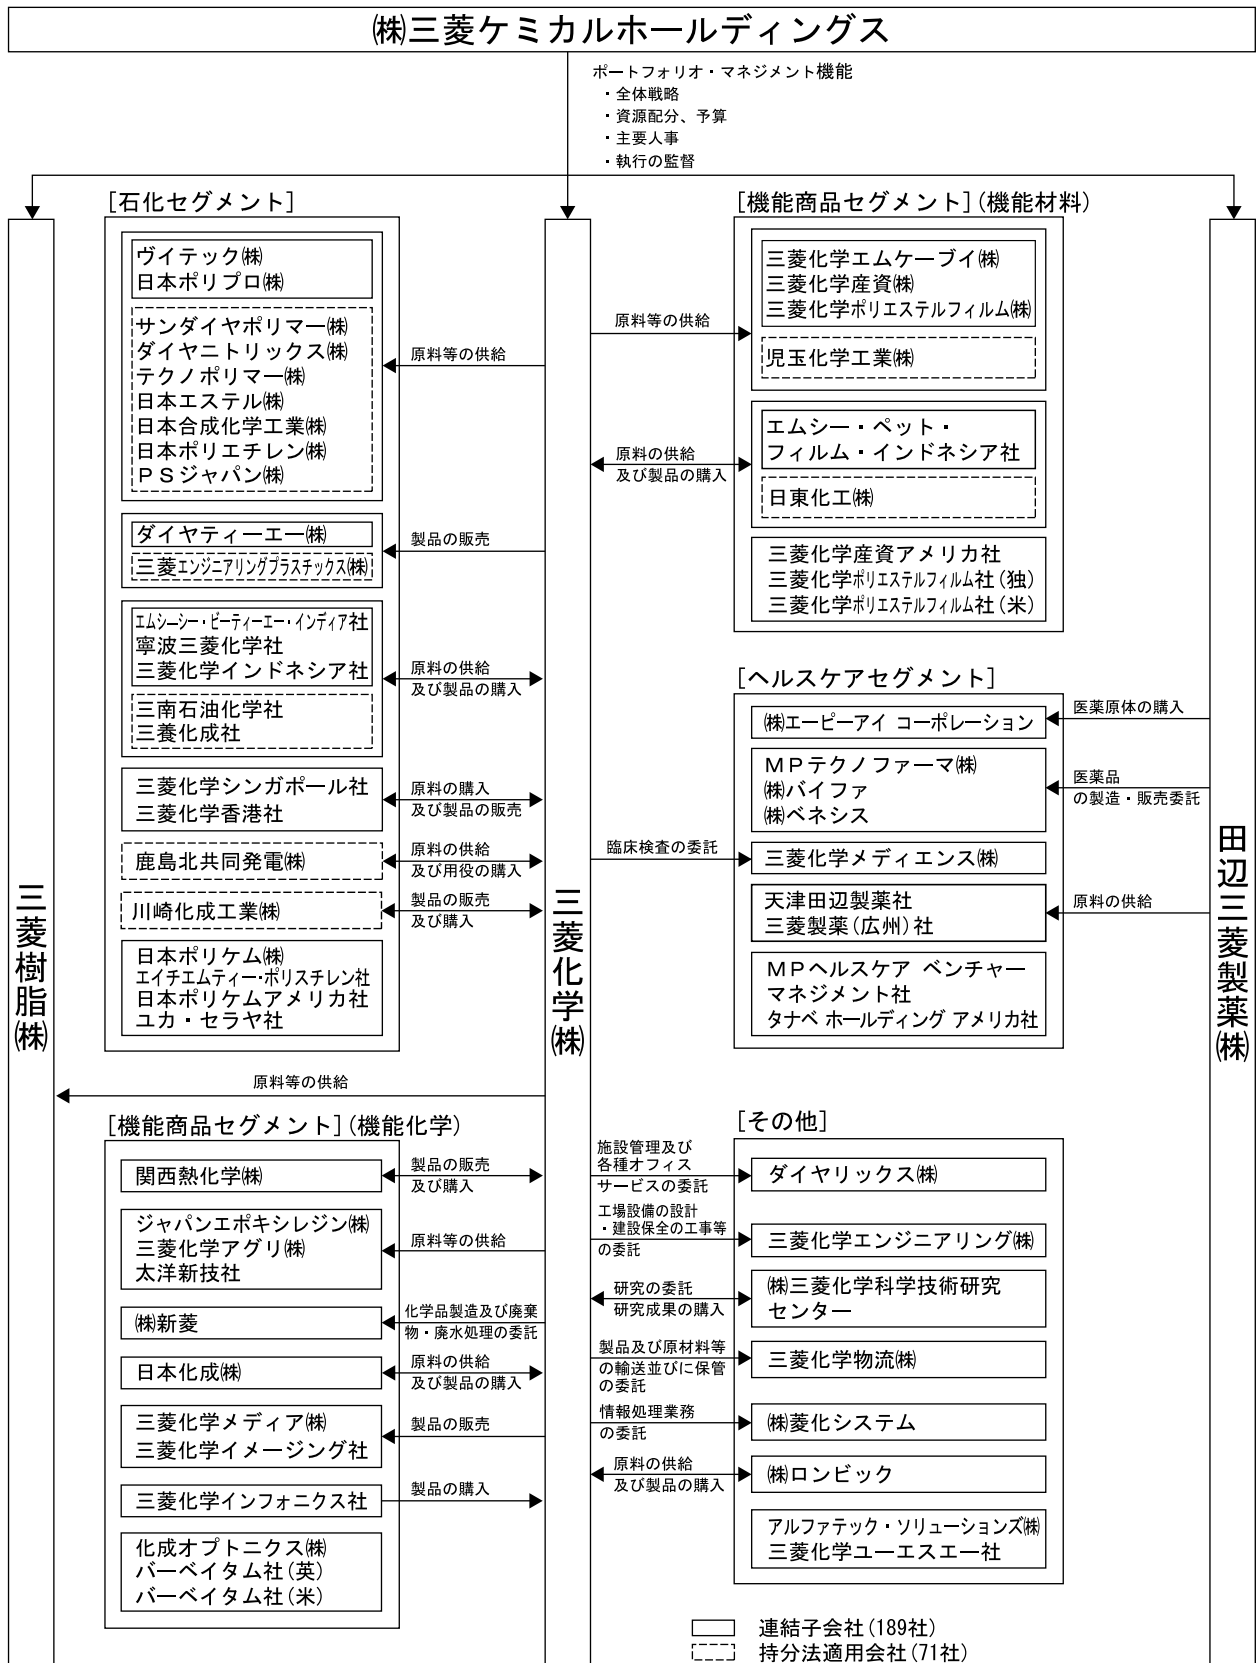 ㈱三菱ケミカルホールディングス
ポートフォリオ・マネジメント機能
・全体戦略
・資源配分、予算
・主要人事
・執行の監督
三菱樹脂㈱
[石化セグメント]
ヴイテック㈱
日本ポリプロ㈱
サンダイヤポリマー㈱
ダイヤニトリックス㈱
テクノポリマー㈱
日本エステル㈱
日本合成化学工業㈱
日本ポリエチレン㈱
PSジャパン㈱
原料等の供給
ダイヤティーエー㈱
三菱エンジニアリングプラスチックス㈱
製品の販売
エムシーシー・ピーティーエー・インディア社
寧波三菱化学社
三菱化学インドネシア社
三南石油化学社
三養化成社
原料の供給
及び製品の購入
三菱化学シンガポール社
三菱化学香港社
原料の購入
及び製品の販売
鹿島北共同発電㈱
原料の供給
及び用役の購入
川崎化成工業㈱
製品の販売
及び購入
日本ポリケム㈱
エイチエムティー・ポリスチレン社
日本ポリケムアメリカ社
ユカ・セラヤ社
原料等の供給
[機能商品セグメント](機能化学)
関西熱化学㈱
製品の販売
及び購入
ジャパンエポキシレジン㈱
三菱化学アグリ㈱
太洋新技社
原料等の供給
㈱新菱
化学品製造及び廃棄
物・廃水処理の委託
日本化成㈱
原料の供給
及び製品の購入
三菱化学メディア㈱
三菱化学イメージング社
製品の販売
三菱化学インフォニクス社
製品の購入
化成オプトニクス㈱
バーベイタム社(英)
バーベイタム社(米)
三菱化学㈱
[機能商品セグメント](機能材料)
三菱化学エムケーブイ㈱
三菱化学産資㈱
三菱化学ポリエステルフィルム㈱
児玉化学工業㈱
原料等の供給
エムシー・ペット・
フィルム・インドネシア社
日東化工㈱
原料の供給
及び製品の購入
三菱化学産資アメリカ社
三菱化学ポリエステルフィルム社(独)
三菱化学ポリエステルフィルム社(米)
[ヘルスケアセグメント]
㈱エーピーアイ コーポレーション
医薬原体の購入
MPテクノファーマ㈱
㈱バイファ
㈱ベネシス
医薬品
の製造・販売委託
臨床検査の委託
三菱化学メディエンス㈱
天津田辺製薬社
三菱製薬(広州)社
原料の供給
MPヘルスケア ベンチャー
マネジメント社
タナベ ホールディング アメリカ社
田辺三菱製薬㈱
[その他]
施設管理及び
各種オフィス
サービスの委託
ダイヤリックス㈱
工場設備の設計
・建設保全の工事等
の委託
三菱化学エンジニアリング㈱
研究の委託
研究成果の購入
㈱三菱化学科学技術研究
センター
製品及び原材料等
の輸送並びに保管
の委託
三菱化学物流㈱
情報処理業務
の委託
㈱菱化システム
原料の供給
及び製品の購入
㈱ロンビック
アルファテック・ソリューションズ㈱
三菱化学ユーエスエー社
連結子会社(189社)
持分法適用会社(71社)